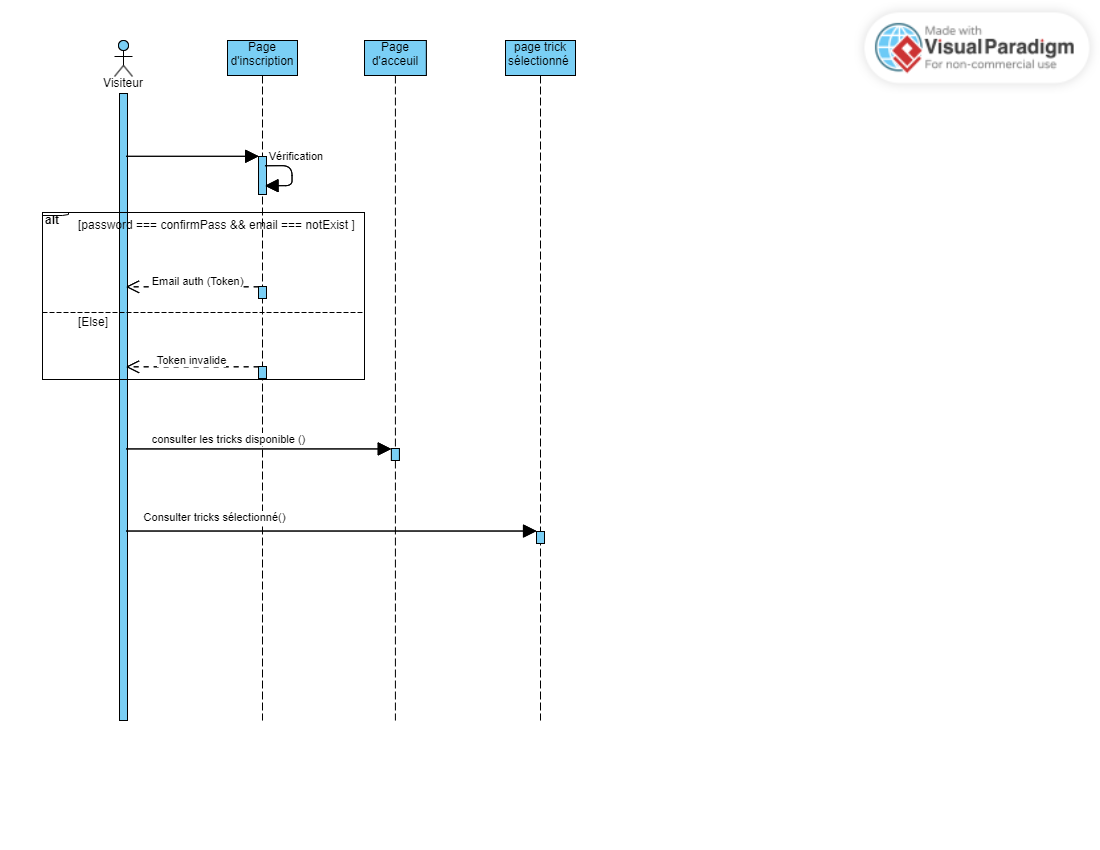 Made with
Visual Paradigm
For non-commercial use
Page
d'inscription
Page
d'acceuil
page trick
sélectionné
Visiteur
Vérification
alt
[password === confirmPass && email === notExist ]
Email auth (Token)
[Else]
Token invalide
consulter les tricks disponible ()
Consulter tricks sélectionné()